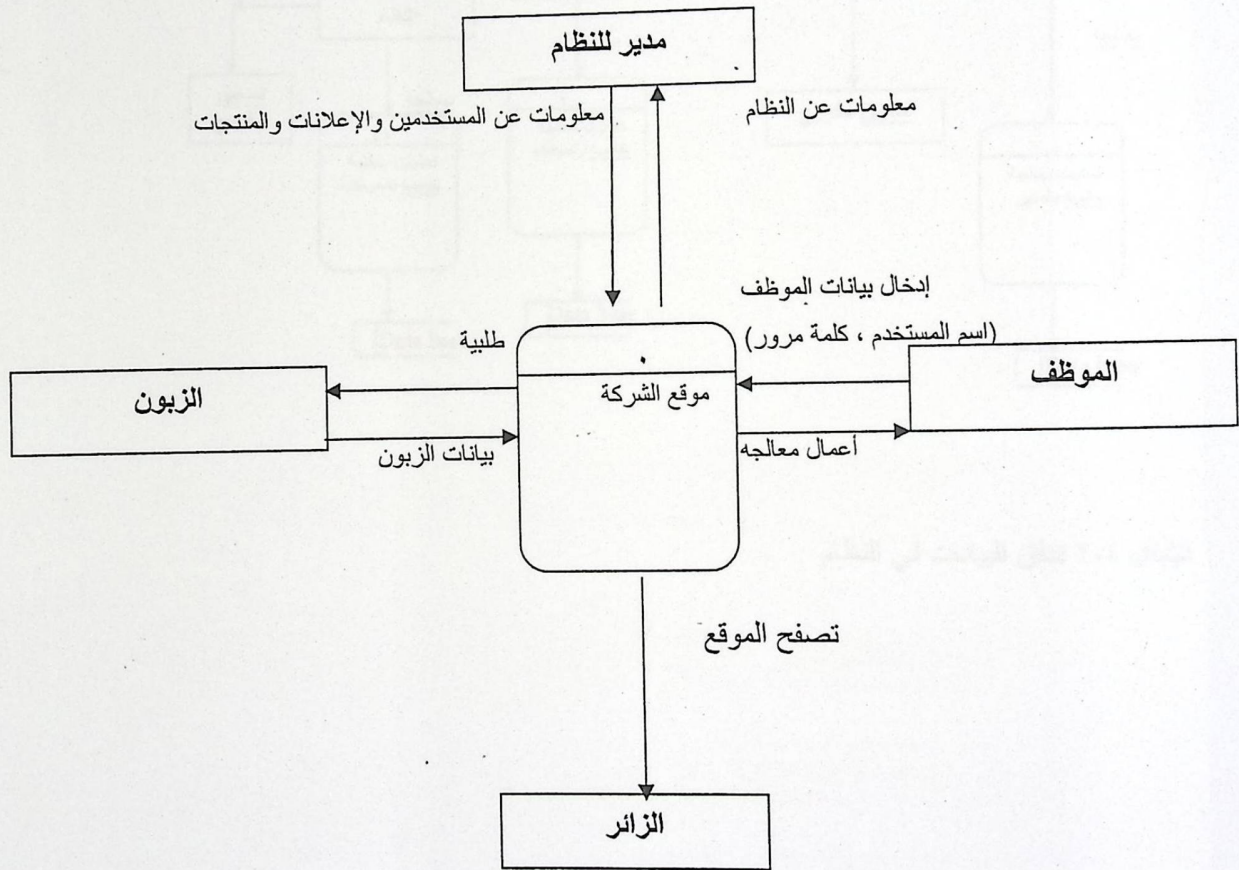 مدير للنظام
معلومات عن المستخدمين والإعلانات والمنتجات
معلومات عن النظام
إدخال بيانات الموظف
(اسم المستخدم ، كلمة مرور)
طلبية
٠
موقع الشركة
الموظف
الزبون
بيانات الزبون
أعمال معالجه
تصفح الموقع
الزائر